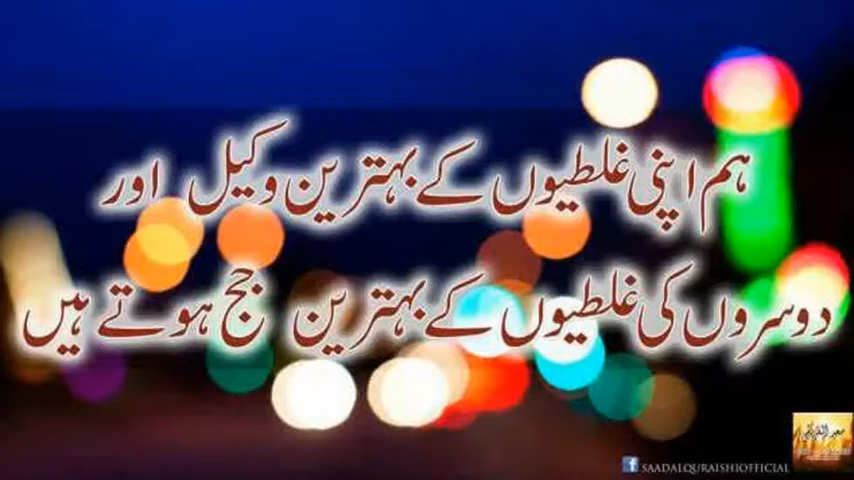 ہم اپنی غلطیوں کے بہترین وکیل اور
دوسروں کی غلطیوں کے بہترین جج ہوتے ہیں
SAADALQURAISHIOFFICIAL